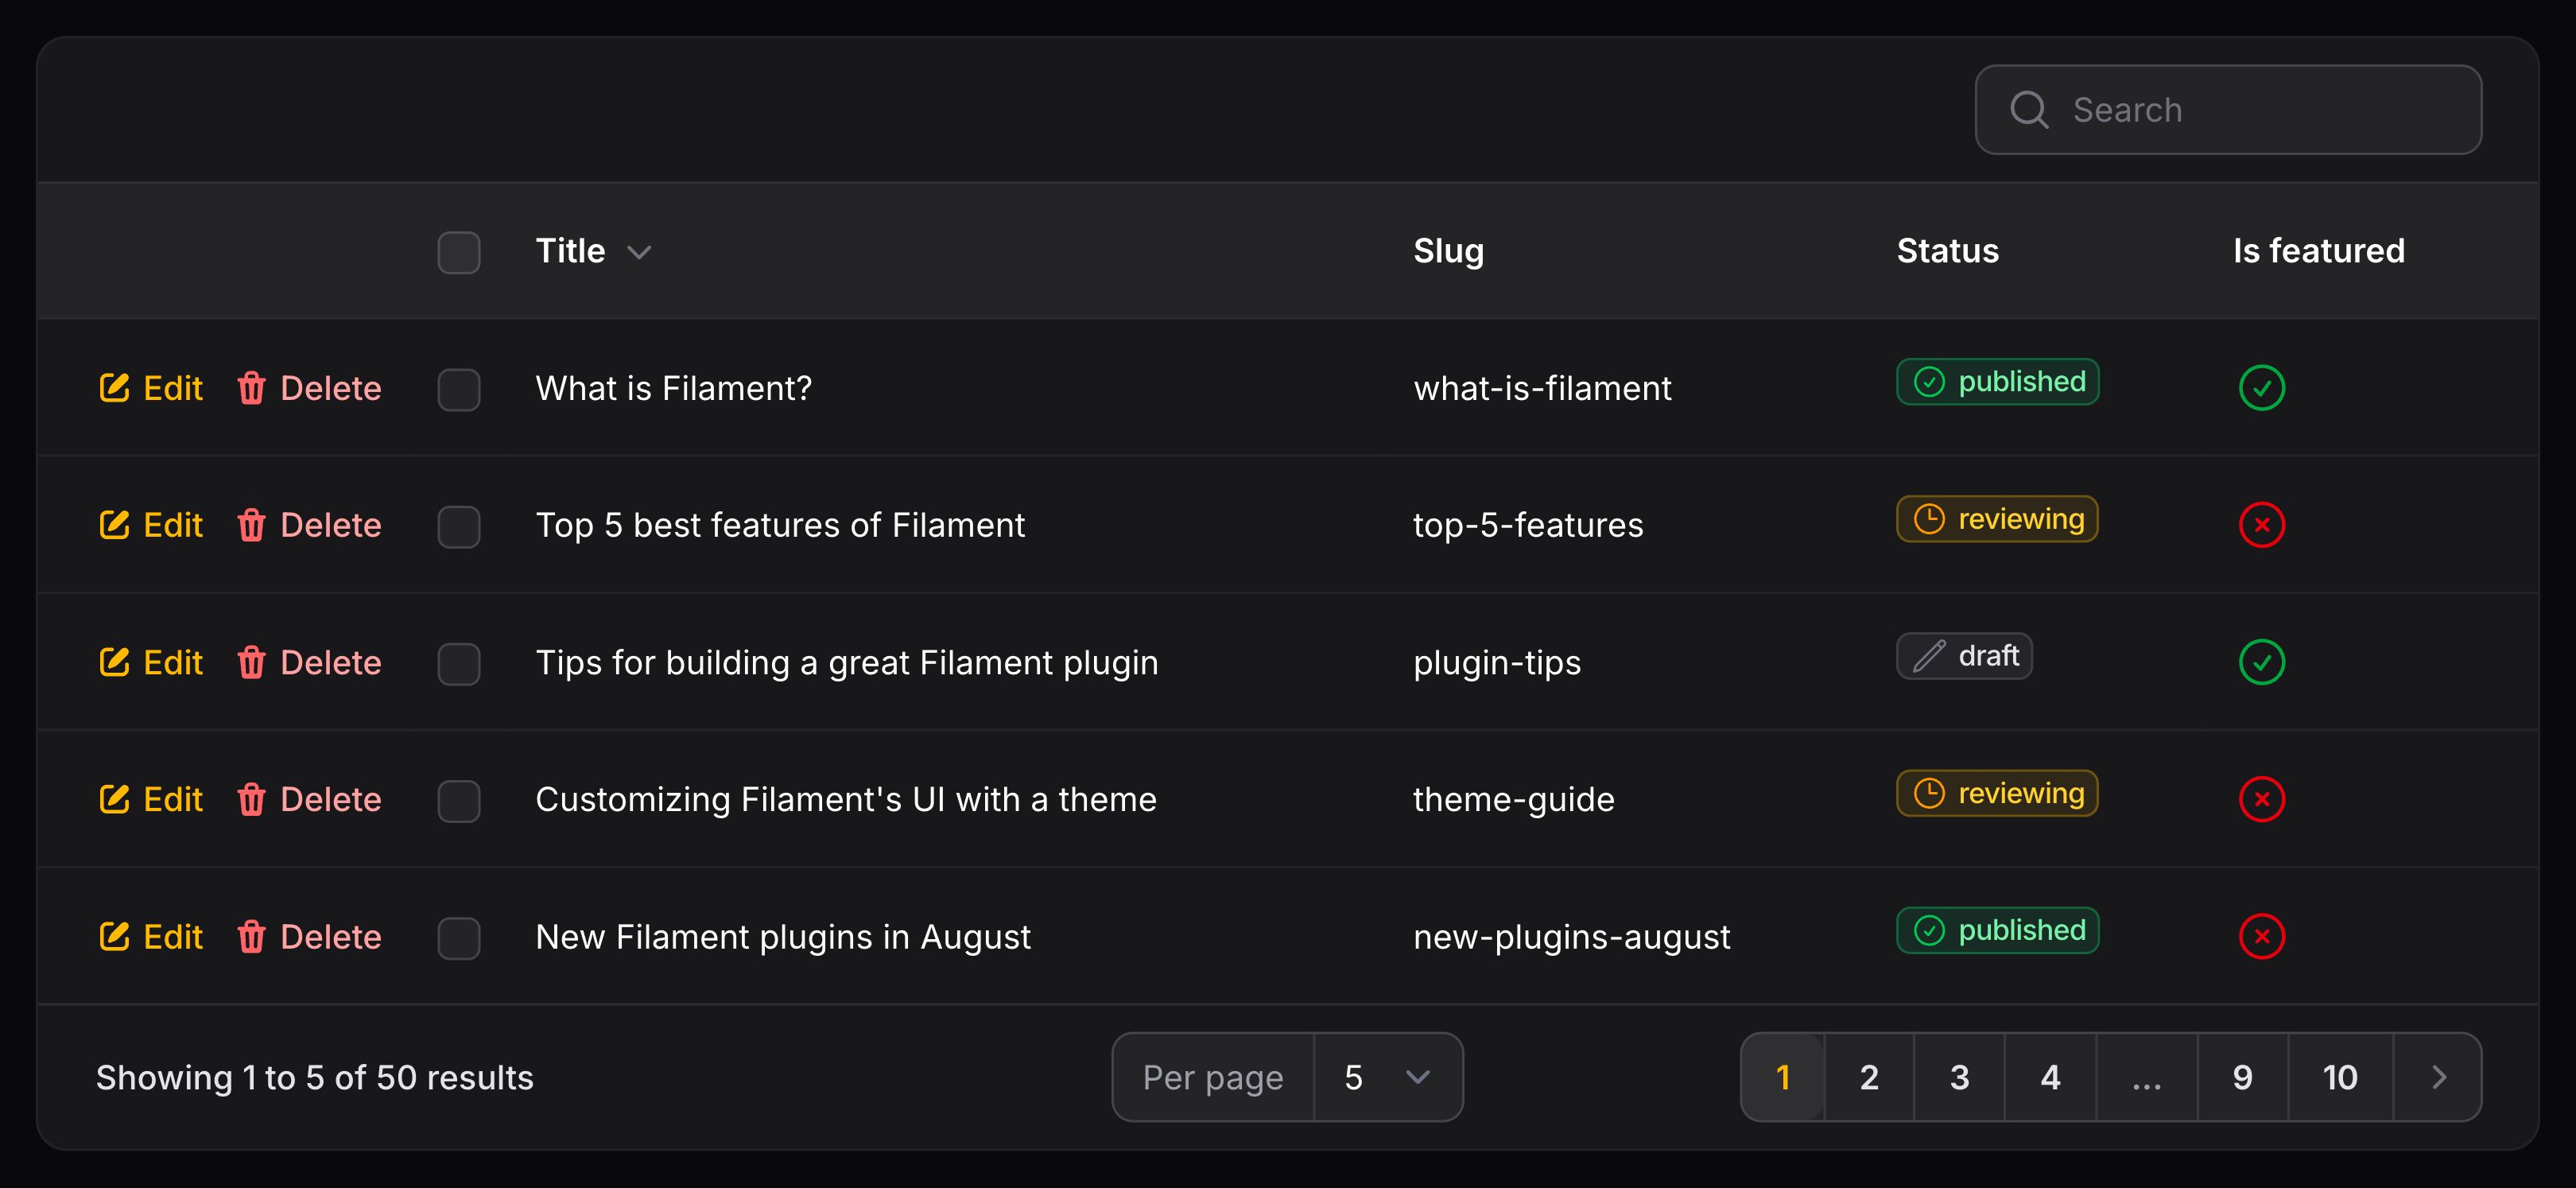 Search
Title Slug Status Is featured
Edit Delete What is Filament? what-is-filament published
Edit Delete Top 5 best features of Filament top-5-features reviewing
Edit Delete Tips for building a great Filament plugin plugin-tips draft
Edit Delete Customizing Filament's UI with a theme theme-guide reviewing
Edit Delete New Filament plugins in August new-plugins-august published
Showing 1 to 5 of 50 results Per page 5 1 2 3 4 ... 9 10